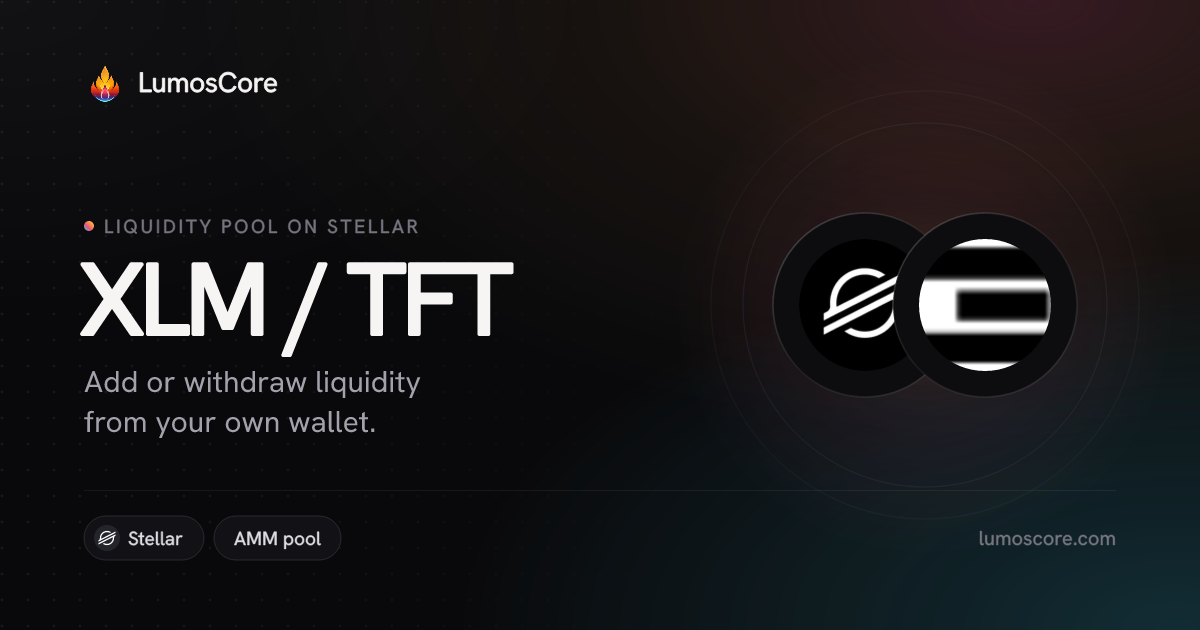 LumosCore
LIQUIDITY POOL ON STELLAR
XLM / TFT
Add or withdraw liquidity
from your own wallet.
Stellar
AMM pool
lumoscore.com